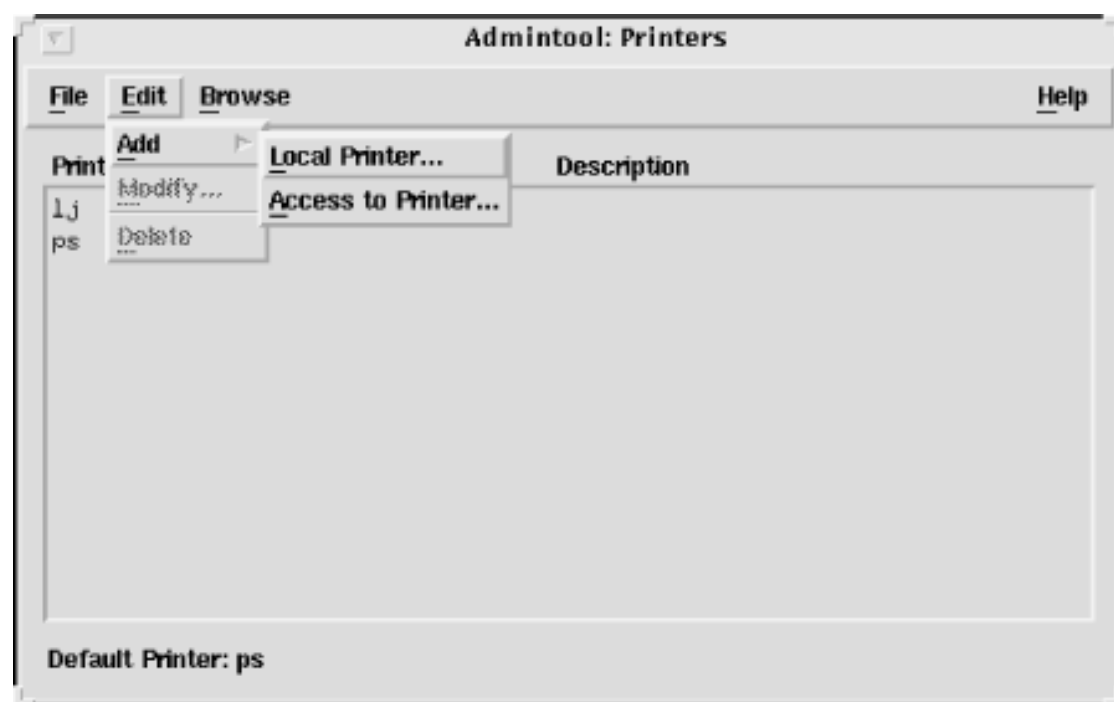 Admintool: Printers
File Edit Browse Help
Print Description
Add
Local Printer...
Modify...
Access to Printer...
Delete
lj
ps
Default Printer: ps